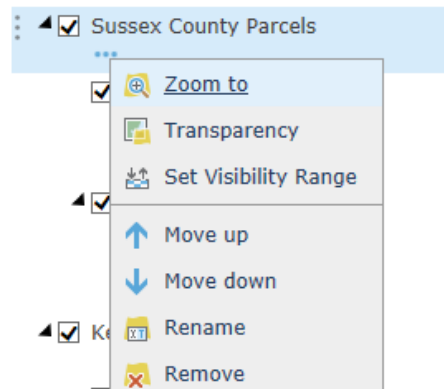 Sussex County Parcels
Zoom to
Transparency
Set Visibility Range
Move up
Move down
Rename
Remove